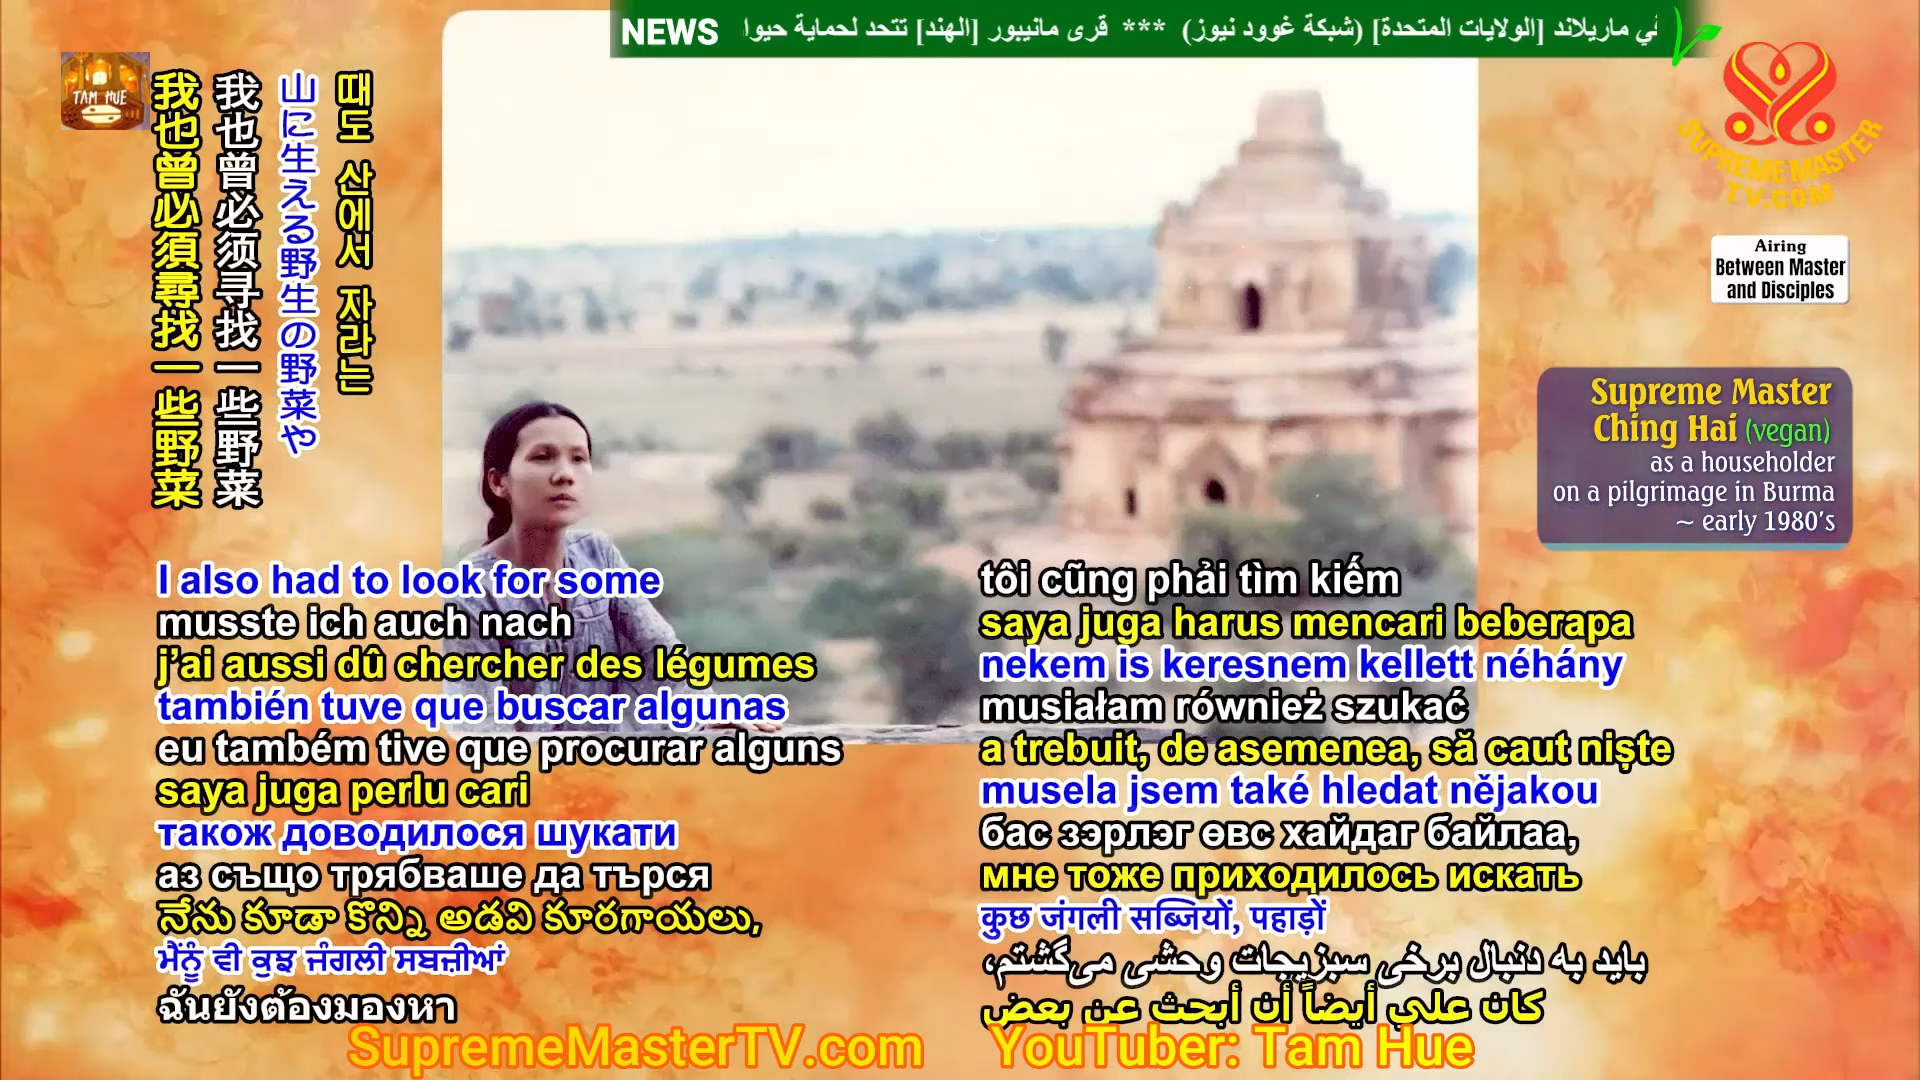 NEWS
في ماريلاند [الولايات المتحدة] (شبكة غوود نيوز) *** قرى مانيبور [الهند] تتحد لحماية حيوا
TAM HUE
SUPREME MASTER
TV.COM
Airing
Between Master
and Disciples
때도 산에서 자라는
山に生える野生の野菜や
我也曾必须寻找一些野菜
我也曾必須尋找一些野菜
Supreme Master
Ching Hai (vegan)
as a householder
on a pilgrimage in Burma
~ early 1980's
I also had to look for some
musste ich auch nach
j'ai aussi dû chercher des légumes
también tuve que buscar algunas
eu também tive que procurar alguns
saya juga perlu cari
також доводилося шукати
аз също трябваше да търся
నేను కూడా కొన్ని అడవి కూరగాయలు,
ਮੈਨੂੰ ਵੀ ਕੁਝ ਜੰਗਲੀ ਸਬਜ਼ੀਆਂ
ฉันยังต้องมองหา
tôi cũng phải tìm kiếm
saya juga harus mencari beberapa
nekem is keresnem kellett néhány
musiałam również szukać
a trebuit, de asemenea, să caut niște
musela jsem také hledat nějakou
бас зэрлэг өвс хайдаг байлаа,
мне тоже приходилось искать
कुछ जंगली सब्जियों, पहाड़ों
باید به دنبال برخی سبزیجات وحشی می‌گشتم،
كان علي أيضاً أن أبحث عن بعض
SupremeMasterTV.com
YouTuber: Tam Hue